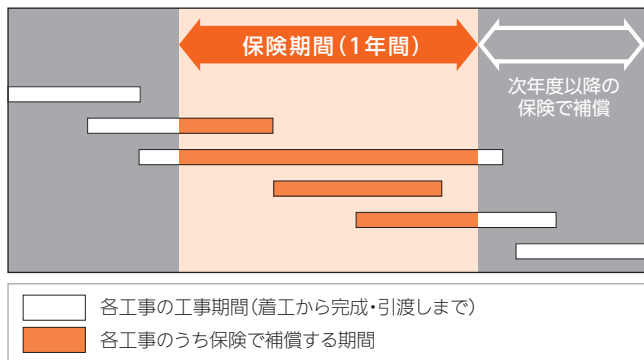 保険期間（1年間）
次年度以降の
保険で補償
各工事の工事期間（着工から完成・引渡しまで）
各工事のうち保険で補償する期間